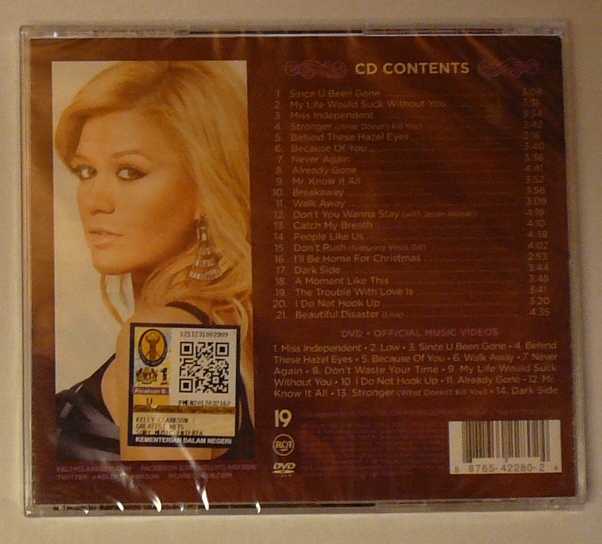 CD CONTENTS
1. Since U Been Gone 3:08
2. My Life Would Suck Without You 3:31
3. Miss Independent 3:34
4. Stronger (What Doesn't Kill You) 3:42
5. Behind These Hazel Eyes 3:18
6. Because Of You 3:40
7. Never Again 3:36
8. Already Gone 4:41
9. Mr. Know It All 3:52
10. Breakaway 3:56
11. Walk Away 3:09
12. Don't You Wanna Stay (with Jason Aldean) 4:19
13. Catch My Breath 4:10
14. People Like Us 4:18
15. Don't Rush (featuring Vince Gill) 4:02
16. I'll Be Home For Christmas 2:53
17. Dark Side 3:44
18. A Moment Like This 3:48
19. The Trouble With Love Is 3:41
20. I Do Not Hook Up 3:20
21. Beautiful Disaster (Live) 4:35
DVD • OFFICIAL MUSIC VIDEOS
1. Miss Independent • 2. Low • 3. Since U Been Gone • 4. Behind
These Hazel Eyes • 5. Because Of You • 6. Walk Away • 7. Never
Again • 8. Don't Waste Your Time • 9. My Life Would Suck
Without You • 10. I Do Not Hook Up • 11. Already Gone • 12. Mr.
Know It All • 13. Stronger (What Doesn't Kill You) • 14. Dark Side
1211231002909
U
KELLY CLARKSON
GREATEST HITS
SONY MUSIC ENTERTA
KEMENTERIAN DALAM NEGERI
19
RCA
DVD
8 8765-42280-2